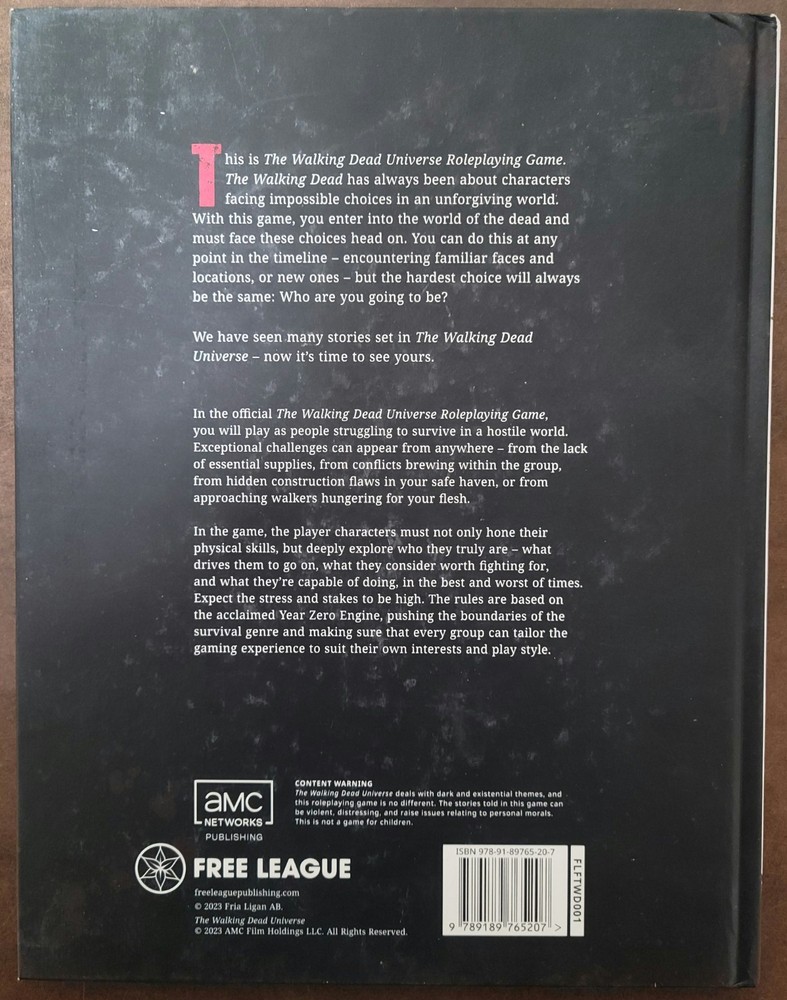 This is The Walking Dead Universe Roleplaying Game.
The Walking Dead has always been about characters
facing impossible choices in an unforgiving world.
With this game, you enter into the world of the dead and
must face these choices head on. You can do this at any
point in the timeline – encountering familiar faces and
locations, or new ones – but the hardest choice will always
be the same: Who are you going to be?
We have seen many stories set in The Walking Dead
Universe – now it's time to see yours.
In the official The Walking Dead Universe Roleplaying Game,
you will play as people struggling to survive in a hostile world.
Exceptional challenges can appear from anywhere – from the lack
of essential supplies, from conflicts brewing within the group,
from hidden construction flaws in your safe haven, or from
approaching walkers hungering for your flesh.
In the game, the player characters must not only hone their
physical skills, but deeply explore who they truly are – what
drives them to go on, what they consider worth fighting for,
and what they're capable of doing, in the best and worst of times.
Expect the stress and stakes to be high. The rules are based on
the acclaimed Year Zero Engine, pushing the boundaries of the
survival genre and making sure that every group can tailor the
gaming experience to suit their own interests and play style.
amc
NETWORKS
PUBLISHING
CONTENT WARNING
The Walking Dead Universe deals with dark and existential themes, and
this roleplaying game is no different. The stories told in this game can
be violent, distressing, and raise issues relating to personal morals.
This is not a game for children.
FREE LEAGUE
freeleaguepublishing.com
© 2023 Fria Ligan AB.
The Walking Dead Universe
© 2023 AMC Film Holdings LLC. All Rights Reserved.
ISBN 978-91-89765-20-7
9 789189 765207 >
FLFTWD001